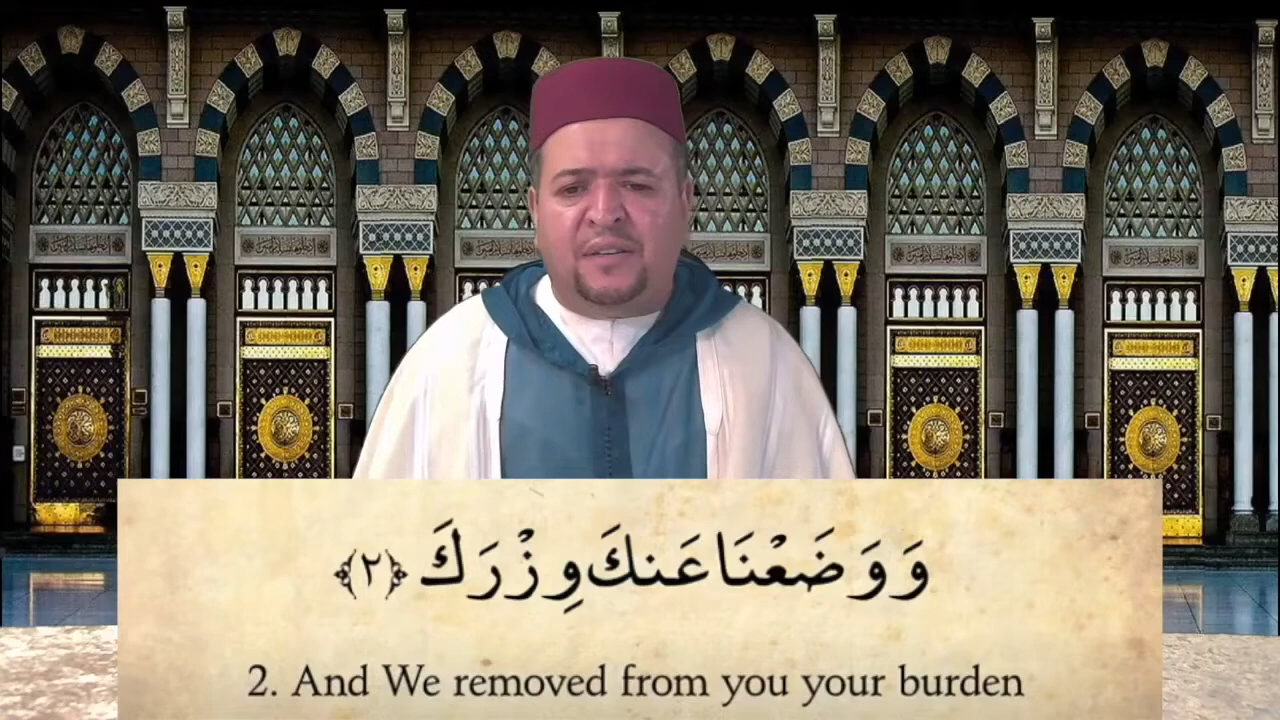 وَوَضَعْنَا عَنكَ وِزْرَكَ ﴿٢﴾
2. And We removed from you your burden